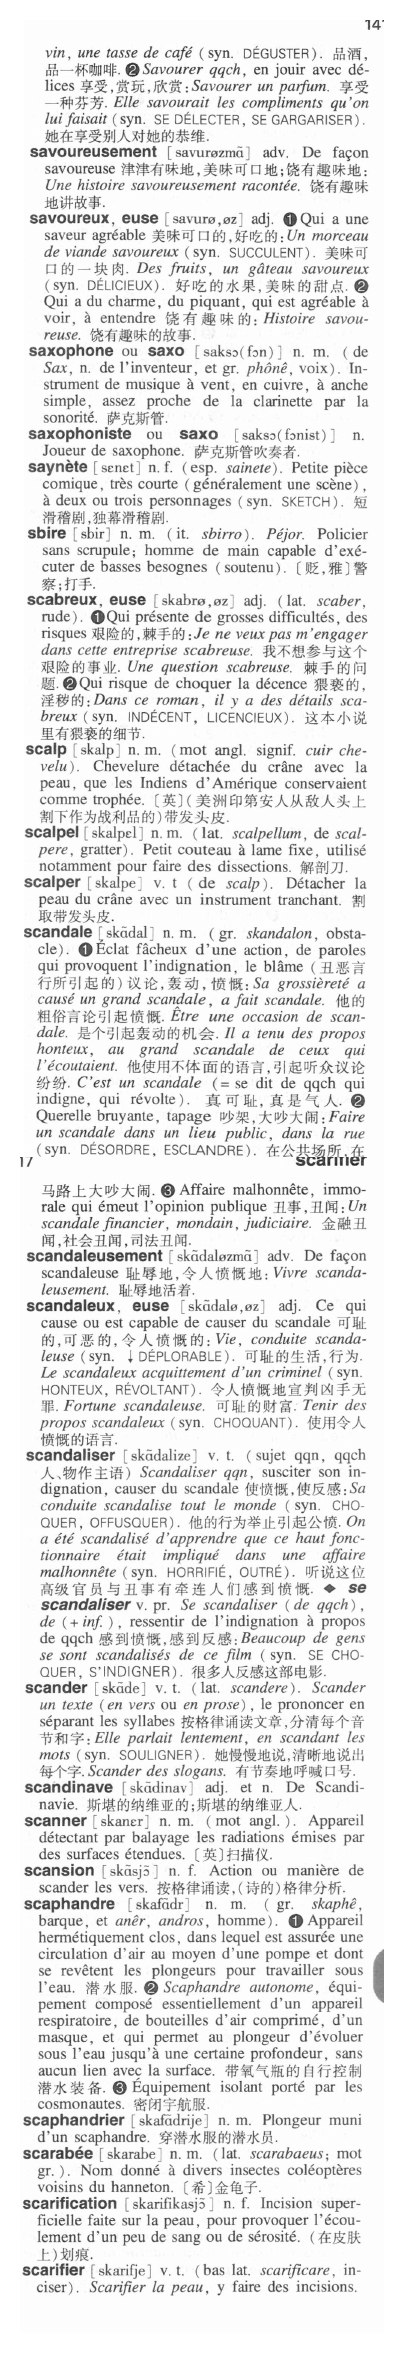 141
vin, une tasse de café (syn. DÉGUSTER). 品酒,
品一杯咖啡. ❷ Savourer qqch, en jouir avec dé-
lices 享受,赏玩,欣赏: Savourer un parfum. 享受
一种芬芳. Elle savourait les compliments qu'on
lui faisait (syn. SE DÉLECTER, SE GARGARISER).
她在享受别人对她的恭维.
savoureusement [savurøzmɑ̃] adv. De façon
savoureuse 津津有味地,美味可口地;饶有趣味地:
Une histoire savoureusement racontée. 饶有趣味
地讲故事.
savoureux, euse [savurø,øz] adj. ❶ Qui a une
saveur agréable 美味可口的,好吃的: Un morceau
de viande savoureux (syn. SUCCULENT). 美味可
口的一块肉. Des fruits, un gâteau savoureux
(syn. DÉLICIEUX). 好吃的水果,美味的甜点. ❷
Qui a du charme, du piquant, qui est agréable à
voir, à entendre 饶有趣味的: Histoire savou-
reuse. 饶有趣味的故事.
saxophone ou saxo [saksɔ(fɔn)] n. m. (de
Sax, n. de l'inventeur, et gr. phônê, voix). In-
strument de musique à vent, en cuivre, à anche
simple, assez proche de la clarinette par la
sonorité. 萨克斯管.
saxophoniste ou saxo [saksɔ(fɔnist)] n.
Joueur de saxophone. 萨克斯管吹奏者.
saynète [sɛnɛt] n. f. (esp. sainete). Petite pièce
comique, très courte (généralement une scène),
à deux ou trois personnages (syn. SKETCH). 短
滑稽剧,独幕滑稽剧.
sbire [sbir] n. m. (it. sbirro). Péjor. Policier
sans scrupule; homme de main capable d'exé-
cuter de basses besognes (soutenu). 〔贬,雅〕警
察;打手.
scabreux, euse [skabrø,øz] adj. (lat. scaber,
rude). ❶ Qui présente de grosses difficultés, des
risques 艰险的,棘手的: Je ne veux pas m'engager
dans cette entreprise scabreuse. 我不想参与这个
艰险的事业. Une question scabreuse. 棘手的问
题. ❷ Qui risque de choquer la décence 猥亵的,
淫秽的: Dans ce roman, il y a des détails sca-
breux (syn. INDÉCENT, LICENCIEUX). 这本小说
里有猥亵的细节.
scalp [skalp] n. m. (mot angl. signif. cuir che-
velu). Chevelure détachée du crâne avec la
peau, que les Indiens d'Amérique conservaient
comme trophée. 〔英〕(美洲印第安人从敌人头上
割下作为战利品的)带发头皮.
scalpel [skalpɛl] n. m. (lat. scalpellum, de scal-
pere, gratter). Petit couteau à lame fixe, utilisé
notamment pour faire des dissections. 解剖刀.
scalper [skalpe] v. t (de scalp). Détacher la
peau du crâne avec un instrument tranchant. 割
取带发头皮.
scandale [skɑ̃dal] n. m. (gr. skandalon, obsta-
cle). ❶ Éclat fâcheux d'une action, de paroles
qui provoquent l'indignation, le blâme (丑恶言
行所引起的)议论,轰动,愤慨: Sa grossièreté a
causé un grand scandale, a fait scandale. 他的
粗俗言论引起愤慨. Être une occasion de scan-
dale. 是个引起轰动的机会. Il a tenu des propos
honteux, au grand scandale de ceux qui
l'écoutaient. 他使用不体面的语言,引起听众议论
纷纷. C'est un scandale (= se dit de qqch qui
indigne, qui révolte). 真可耻,真是气人. ❷
Querelle bruyante, tapage 吵架,大吵大闹: Faire
un scandale dans un lieu public, dans la rue
(syn. DÉSORDRE, ESCLANDRE). 在公共场所,在
17 scarifier
马路上大吵大闹. ❸ Affaire malhonnête, immo-
rale qui émeut l'opinion publique 丑事,丑闻: Un
scandale financier, mondain, judiciaire. 金融丑
闻,社会丑闻,司法丑闻.
scandaleusement [skɑ̃daløzmɑ̃] adv. De façon
scandaleuse 耻辱地,令人愤慨地: Vivre scanda-
leusement. 耻辱地活着.
scandaleux, euse [skɑ̃dalø,øz] adj. Ce qui
cause ou est capable de causer du scandale 可耻
的,可恶的,令人愤慨的: Vie, conduite scanda-
leuse (syn. ↓ DÉPLORABLE). 可耻的生活,行为.
Le scandaleux acquittement d'un criminel (syn.
HONTEUX, RÉVOLTANT). 令人愤慨地宣判凶手无
罪. Fortune scandaleuse. 可耻的财富. Tenir des
propos scandaleux (syn. CHOQUANT). 使用令人
愤慨的语言.
scandaliser [skɑ̃dalize] v. t. (sujet qqn, qqch
人、物作主语) Scandaliser qqn, susciter son in-
dignation, causer du scandale 使愤慨,使反感: Sa
conduite scandalise tout le monde (syn. CHO-
QUER, OFFUSQUER). 他的行为举止引起公愤. On
a été scandalisé d'apprendre que ce haut fonc-
tionnaire était impliqué dans une affaire
malhonnête (syn. HORRIFIÉ, OUTRÉ). 听说这位
高级官员与丑事有牵连人们感到愤慨. ◆ se
scandaliser v. pr. Se scandaliser (de qqch),
de (+ inf.), ressentir de l'indignation à propos
de qqch 感到愤慨,感到反感: Beaucoup de gens
se sont scandalisés de ce film (syn. SE CHO-
QUER, S'INDIGNER). 很多人反感这部电影.
scander [skɑ̃de] v. t. (lat. scandere). Scander
un texte (en vers ou en prose), le prononcer en
séparant les syllabes 按格律诵读文章,分清每个音
节和字: Elle parlait lentement, en scandant les
mots (syn. SOULIGNER). 她慢慢地说,清晰地说出
每个字. Scander des slogans. 有节奏地呼喊口号.
scandinave [skɑ̃dinav] adj. et n. De Scandi-
navie. 斯堪的纳维亚的;斯堪的纳维亚人.
scanner [skanɛr] n. m. (mot angl.). Appareil
détectant par balayage les radiations émises par
des surfaces étendues. 〔英〕扫描仪.
scansion [skɑ̃sjɔ̃] n. f. Action ou manière de
scander les vers. 按格律诵读,(诗的)格律分析.
scaphandre [skafɑ̃dr] n. m. (gr. skaphê,
barque, et anêr, andros, homme). ❶ Appareil
hermétiquement clos, dans lequel est assurée une
circulation d'air au moyen d'une pompe et dont
se revêtent les plongeurs pour travailler sous
l'eau. 潜水服. ❷ Scaphandre autonome, équi-
pement composé essentiellement d'un appareil
respiratoire, de bouteilles d'air comprimé, d'un
masque, et qui permet au plongeur d'évoluer
sous l'eau jusqu'à une certaine profondeur, sans
aucun lien avec la surface. 带氧气瓶的自行控制
潜水装备. ❸ Équipement isolant porté par les
cosmonautes. 密闭宇航服.
scaphandrier [skafɑ̃drije] n. m. Plongeur muni
d'un scaphandre. 穿潜水服的潜水员.
scarabée [skarabe] n. m. (lat. scarabaeus; mot
gr.). Nom donné à divers insectes coléoptères
voisins du hanneton. 〔希〕金龟子.
scarification [skarifikasjɔ̃] n. f. Incision super-
ficielle faite sur la peau, pour provoquer l'écou-
lement d'un peu de sang ou de sérosité. (在皮肤
上)划痕.
scarifier [skarifje] v. t. (bas lat. scarificare, in-
ciser). Scarifier la peau, y faire des incisions.